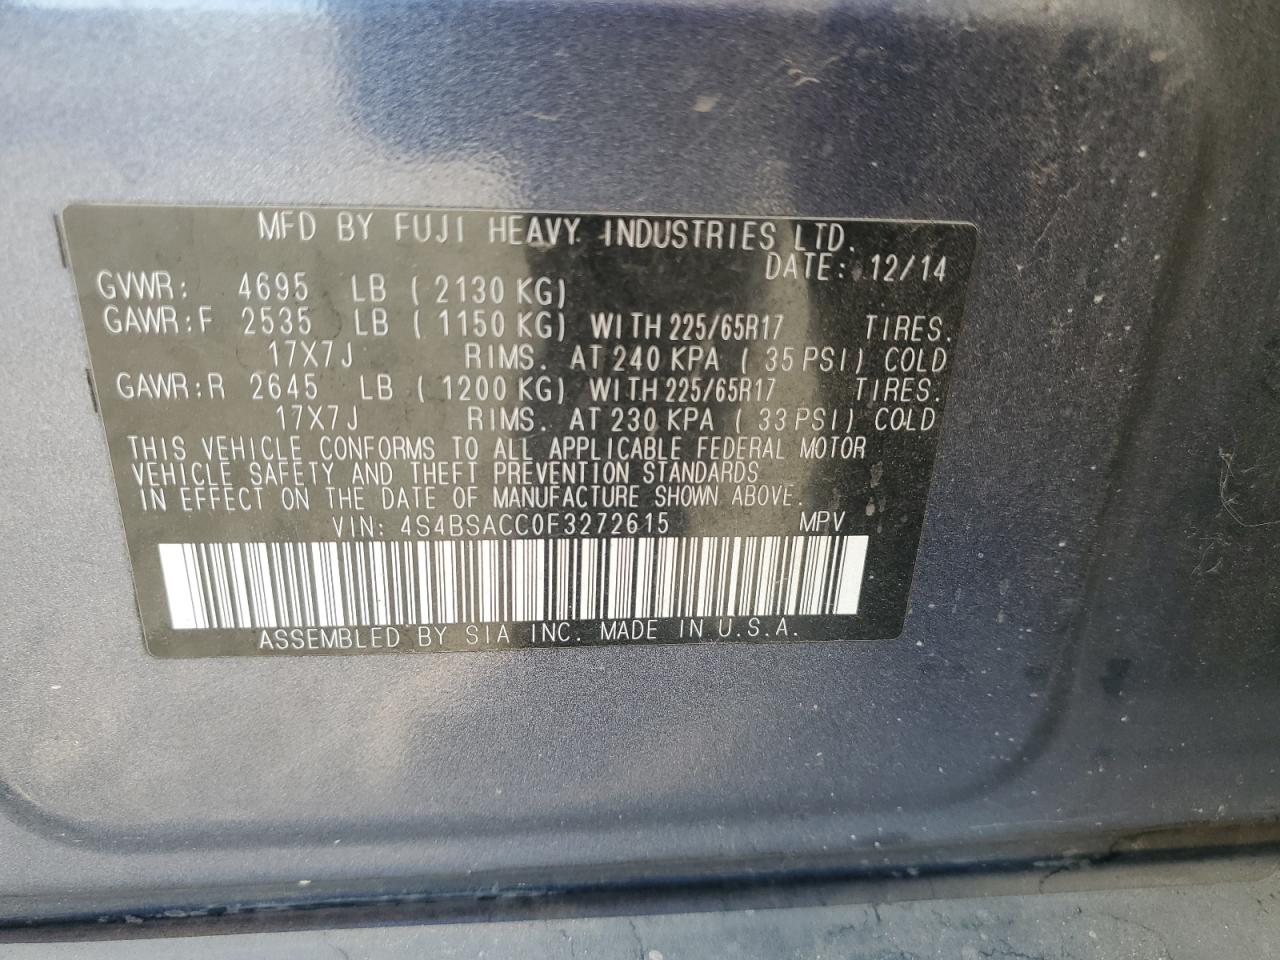 MFD BY FUJI HEAVY INDUSTRIES LTD.
DATE: 12/14
GVWR: 4695 LB (2130 KG)
GAWR:F 2535 LB (1150 KG) WITH 225/65R17 TIRES.
17X7J RIMS. AT 240 KPA (35 PSI) COLD
GAWR:R 2645 LB (1200 KG) WITH 225/65R17 TIRES.
17X7J RIMS. AT 230 KPA (33 PSI) COLD
THIS VEHICLE CONFORMS TO ALL APPLICABLE FEDERAL MOTOR
VEHICLE SAFETY AND THEFT PREVENTION STANDARDS
IN EFFECT ON THE DATE OF MANUFACTURE SHOWN ABOVE.
VIN: 4S4BSACC0F3272615 MPV
ASSEMBLED BY SIA INC. MADE IN U.S.A.